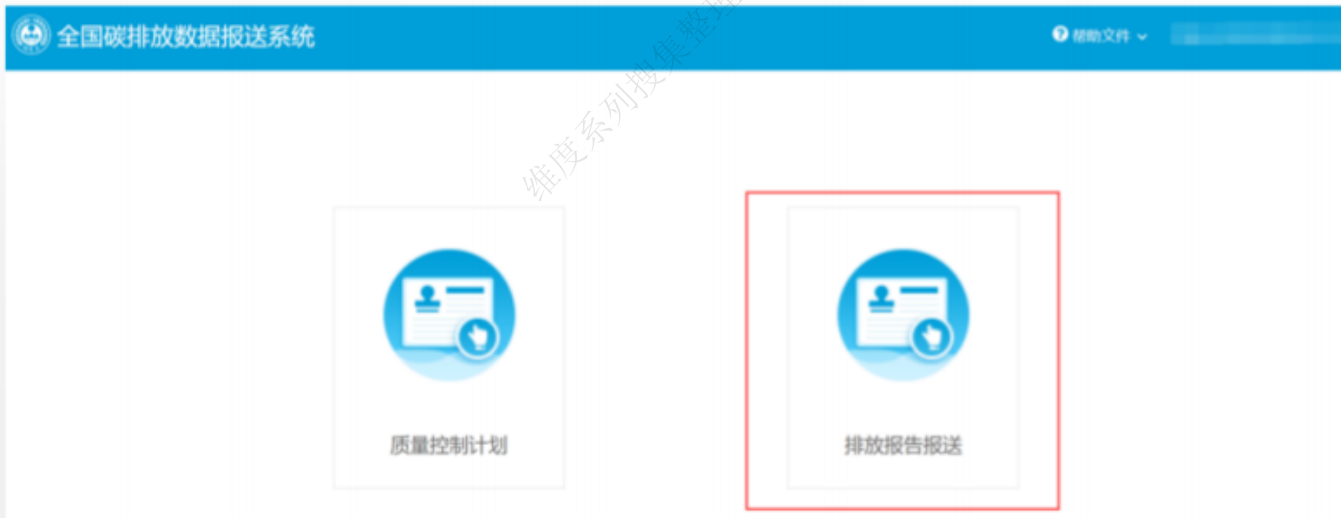 全国碳排放数据报送系统
帮助文件
维度系列搜集整理
质量控制计划
排放报告报送